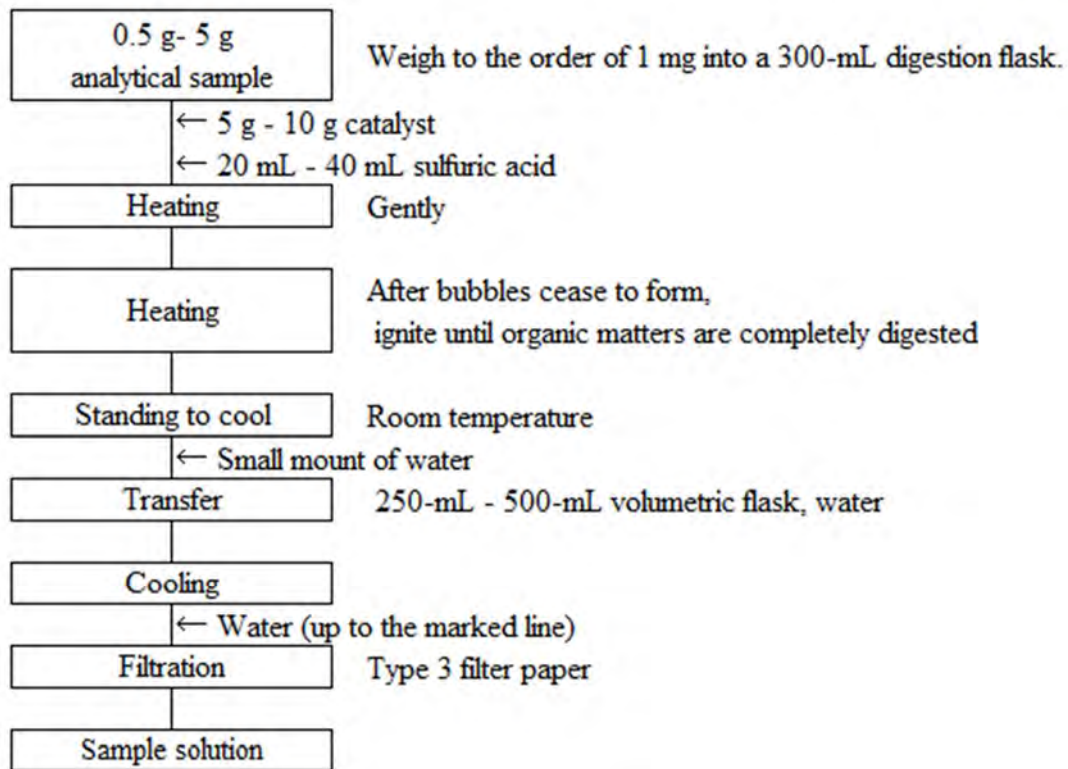 0.5 g- 5 g
analytical sample
Weigh to the order of 1 mg into a 300-mL digestion flask.
← 5 g - 10 g catalyst
← 20 mL - 40 mL sulfuric acid
Heating
Gently
Heating
After bubbles cease to form,
ignite until organic matters are completely digested
Standing to cool
Room temperature
← Small mount of water
Transfer
250-mL - 500-mL volumetric flask, water
Cooling
← Water (up to the marked line)
Filtration
Type 3 filter paper
Sample solution